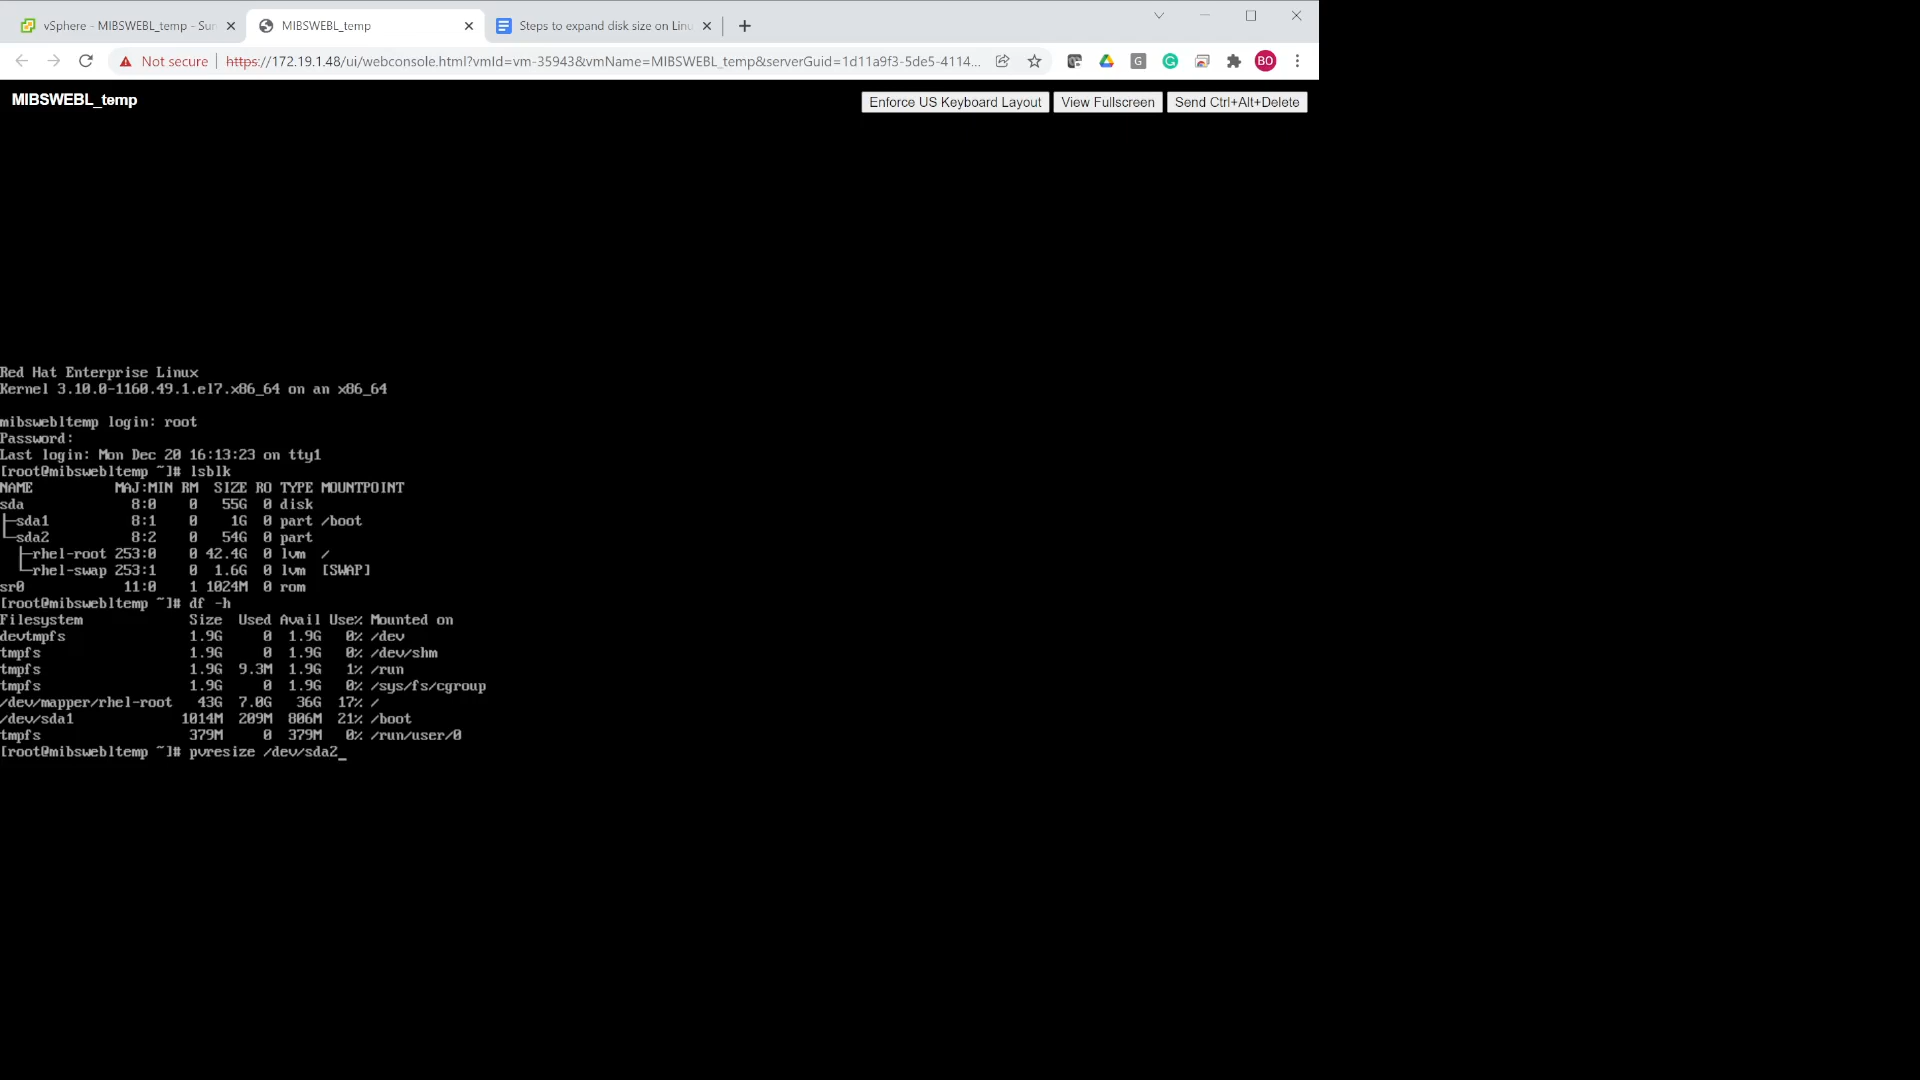 vSphere - MIBSWEBL_temp - Sun
MIBSWEBL_temp
Steps to expand disk size on Linu
Not secure
https://172.19.1.48/ui/webconsole.html?vmId=vm-35943&vmName=MIBSWEBL_temp&serverGuid=1d11a9f3-5de5-4114...
G
BO
MIBSWEBL_temp
Enforce US Keyboard Layout
View Fullscreen
Send Ctrl+Alt+Delete
Red Hat Enterprise Linux
Kernel 3.10.0-1160.49.1.el7.x86_64 on an x86_64
mibswebltemp login: root
Password:
Last login: Mon Dec 20 16:13:23 on tty1
[root@mibswebltemp ~]# lsblk
NAME MAJ:MIN RM SIZE RO TYPE MOUNTPOINT
sda 8:0 0 55G 0 disk
├─sda1 8:1 0 1G 0 part /boot
└─sda2 8:2 0 54G 0 part
├─rhel-root 253:0 0 42.4G 0 lvm /
└─rhel-swap 253:1 0 1.6G 0 lvm [SWAP]
sr0 11:0 1 1024M 0 rom
[root@mibswebltemp ~]# df -h
Filesystem Size Used Avail Use% Mounted on
devtmpfs 1.9G 0 1.9G 0% /dev
tmpfs 1.9G 0 1.9G 0% /dev/shm
tmpfs 1.9G 9.3M 1.9G 1% /run
tmpfs 1.9G 0 1.9G 0% /sys/fs/cgroup
/dev/mapper/rhel-root 43G 7.0G 36G 17% /
/dev/sda1 1014M 209M 806M 21% /boot
tmpfs 379M 0 379M 0% /run/user/0
[root@mibswebltemp ~]# pvresize /dev/sda2_